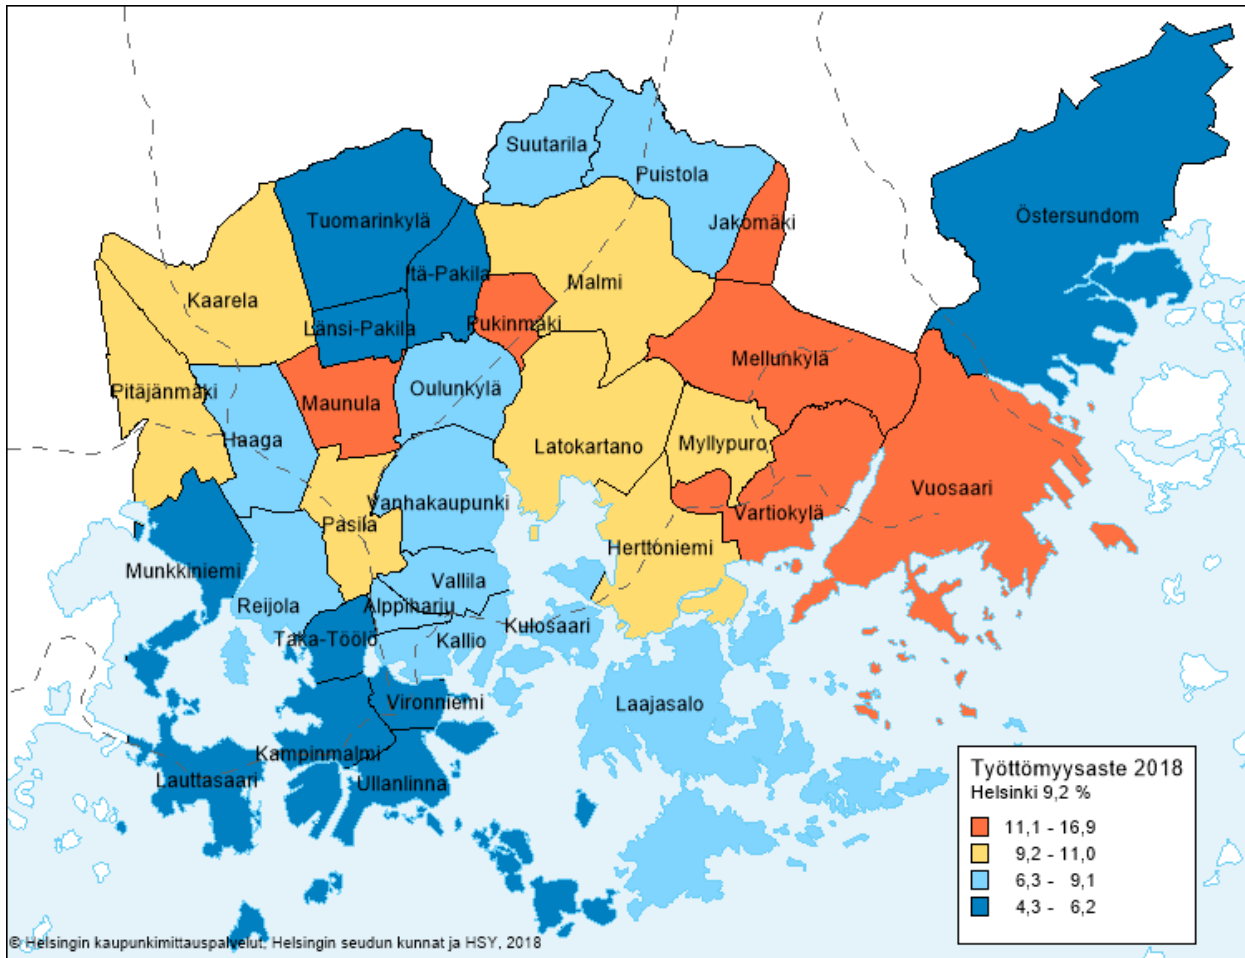 Suutarila
Puistola
Östersundom
Tuomarinkylä
Jakomäki
Itä-Pakila
Malmi
Kaarela
Länsi-Pakila
Pukinmäki
Mellunkylä
Pitäjänmäki
Oulunkylä
Maunula
Haaga
Latokartano
Myllypuro
Vuosaari
Vanhakaupunki
Vartiokylä
Pasila
Herttoniemi
Munkkiniemi
Vallila
Reijola
Alppiharju
Kulosaari
Taka-Töölö
Kallio
Vironniemi
Laajasalo
Kampinmalmi
Lauttasaari
Ullanlinna
Työttömyysaste 2018
Helsinki 9,2 %
11,1 - 16,9
9,2 - 11,0
6,3 - 9,1
4,3 - 6,2
© Helsingin kaupunkimittauspalvelut, Helsingin seudun kunnat ja HSY, 2018